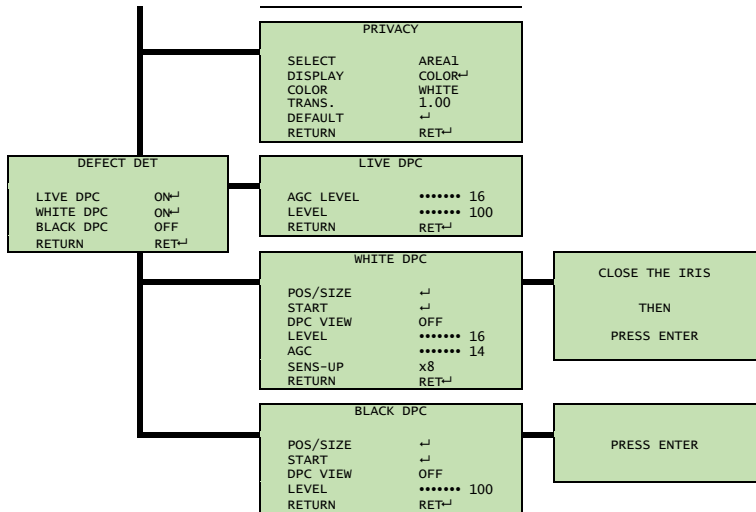 PRIVACY
SELECT AREA1
DISPLAY COLOR↵
COLOR WHITE
TRANS. 1.00
DEFAULT ↵
RETURN RET↵
DEFECT DET
LIVE DPC ON↵
WHITE DPC ON↵
BLACK DPC OFF
RETURN RET↵
LIVE DPC
AGC LEVEL ••••••• 16
LEVEL ••••••• 100
RETURN RET↵
WHITE DPC
POS/SIZE ↵
START ↵
DPC VIEW OFF
LEVEL ••••••• 16
AGC ••••••• 14
SENS-UP x8
RETURN RET↵
CLOSE THE IRIS
THEN
PRESS ENTER
BLACK DPC
POS/SIZE ↵
START ↵
DPC VIEW OFF
LEVEL ••••••• 100
RETURN RET↵
PRESS ENTER